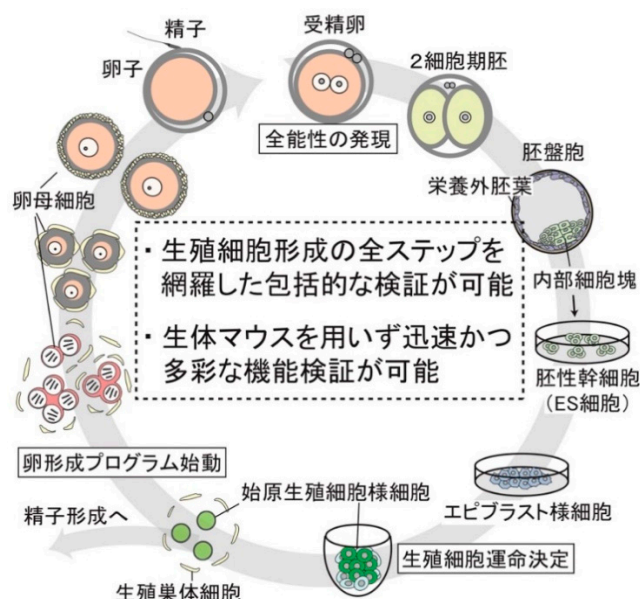 精子
卵子
受精卵
2細胞期胚
全能性の発現
胚盤胞
栄養外胚葉
内部細胞塊
胚性幹細胞
(ES細胞)
エピブラスト様細胞
始原生殖細胞様細胞
生殖細胞運命決定
生殖巣体細胞
精子形成へ
卵形成プログラム始動
卵母細胞
・生殖細胞形成の全ステップを
網羅した包括的な検証が可能
・生体マウスを用いず迅速かつ
多彩な機能検証が可能